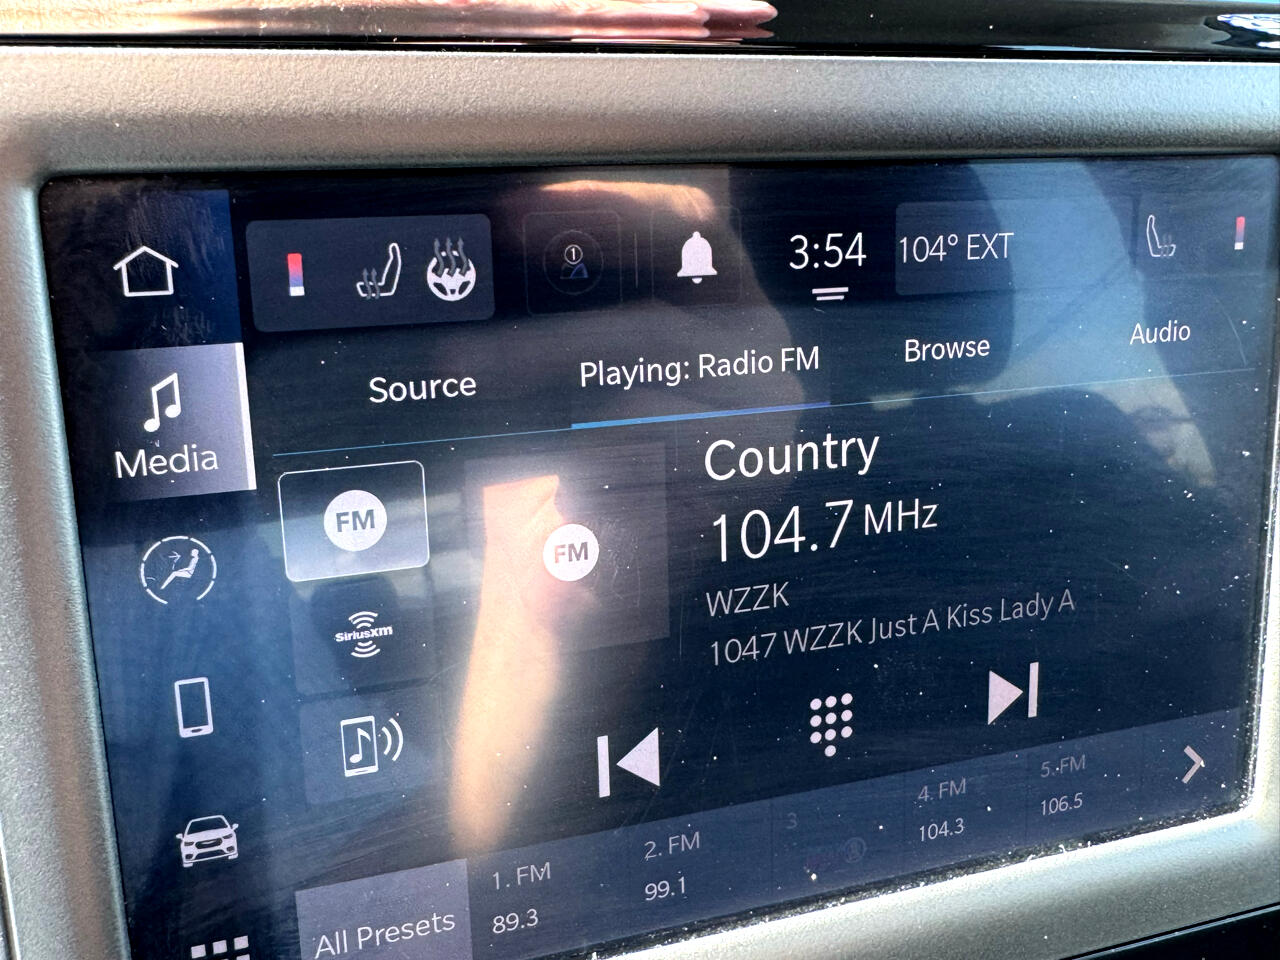 1
3:54
104° EXT
Source
Playing: Radio FM
Browse
Audio
Media
FM
FM
Country
104.7 MHz
WZZK
1047 WZZK Just A Kiss Lady A
SiriusXM
All Presets
1. FM
89.3
2. FM
99.1
3
4. FM
104.3
5. FM
106.5